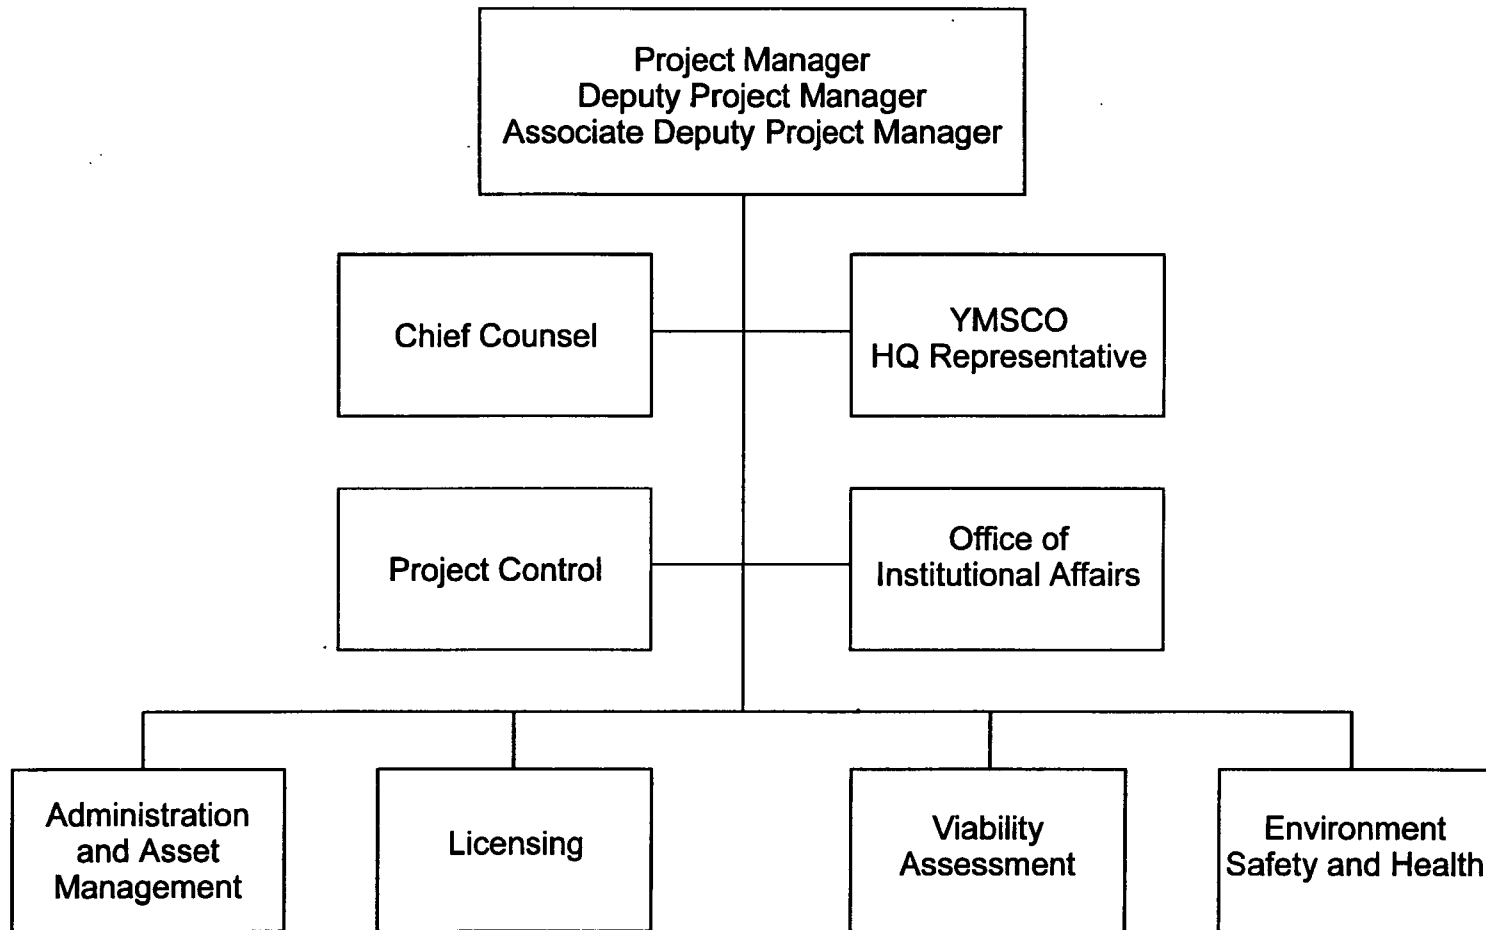 Project Manager
Deputy Project Manager
Associate Deputy Project Manager
Chief Counsel
YMSCO
HQ Representative
Project Control
Office of
Institutional Affairs
Administration
and Asset
Management
Licensing
Viability
Assessment
Environment
Safety and Health